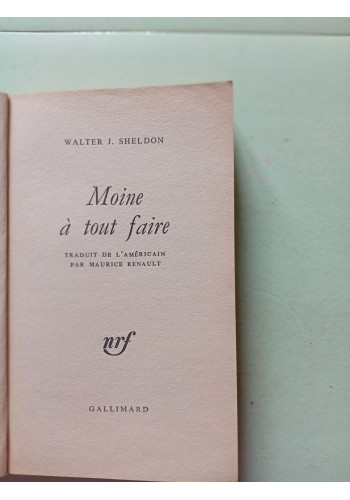 WALTER J. SHELDON
Moine
à tout faire
TRADUIT DE L'AMÉRICAIN
PAR MAURICE RENAULT
nrf
GALLIMARD